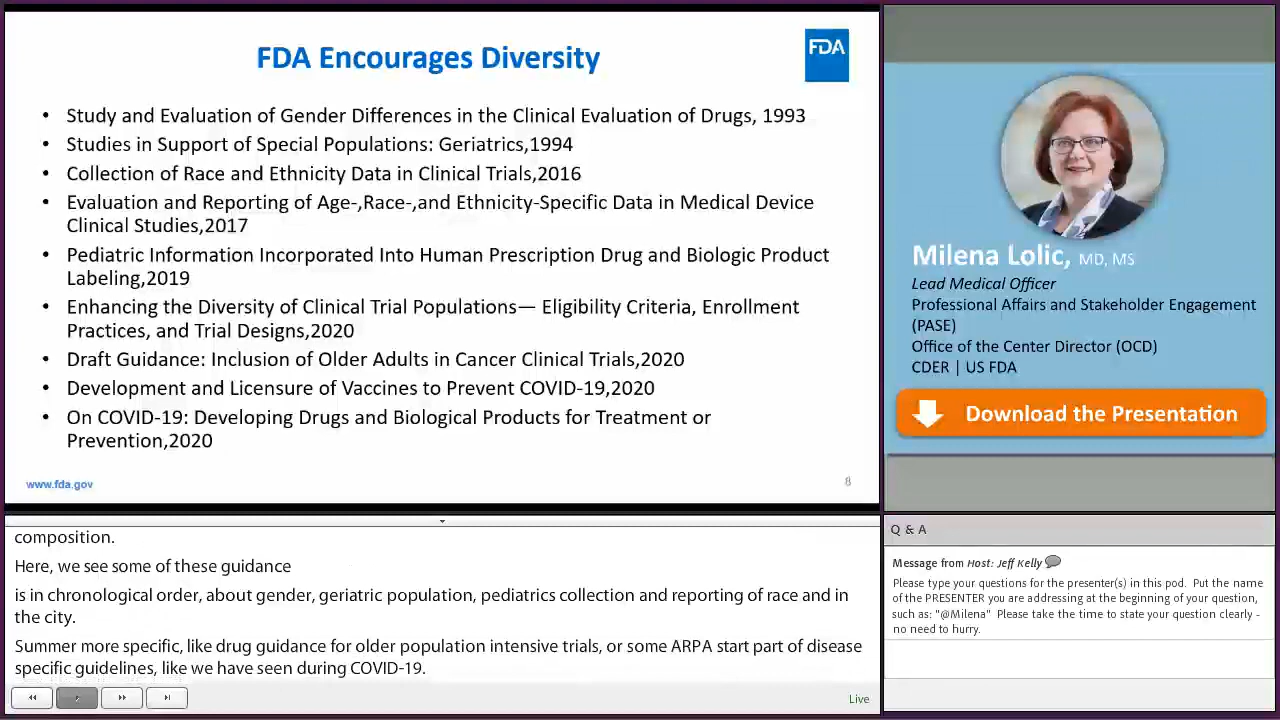 FDA Encourages Diversity
FDA
• Study and Evaluation of Gender Differences in the Clinical Evaluation of Drugs, 1993
• Studies in Support of Special Populations: Geriatrics,1994
• Collection of Race and Ethnicity Data in Clinical Trials,2016
• Evaluation and Reporting of Age-,Race-,and Ethnicity-Specific Data in Medical Device
Clinical Studies,2017
• Pediatric Information Incorporated Into Human Prescription Drug and Biologic Product
Labeling,2019
• Enhancing the Diversity of Clinical Trial Populations— Eligibility Criteria, Enrollment
Practices, and Trial Designs,2020
• Draft Guidance: Inclusion of Older Adults in Cancer Clinical Trials,2020
• Development and Licensure of Vaccines to Prevent COVID-19,2020
• On COVID-19: Developing Drugs and Biological Products for Treatment or
Prevention,2020
www.fda.gov
8
Milena Lolic, MD, MS
Lead Medical Officer
Professional Affairs and Stakeholder Engagement
(PASE)
Office of the Center Director (OCD)
CDER | US FDA
Download the Presentation
composition.
Here, we see some of these guidance
is in chronological order, about gender, geriatric population, pediatrics collection and reporting of race and in
the city.
Summer more specific, like drug guidance for older population intensive trials, or some ARPA start part of disease
specific guidelines, like we have seen during COVID-19.
Live
Q & A
Message from Host: Jeff Kelly
Please type your questions for the presenter(s) in this pod. Put the name
of the PRESENTER you are addressing at the beginning of your question,
such as: "@Milena" Please take the time to state your question clearly -
no need to hurry.